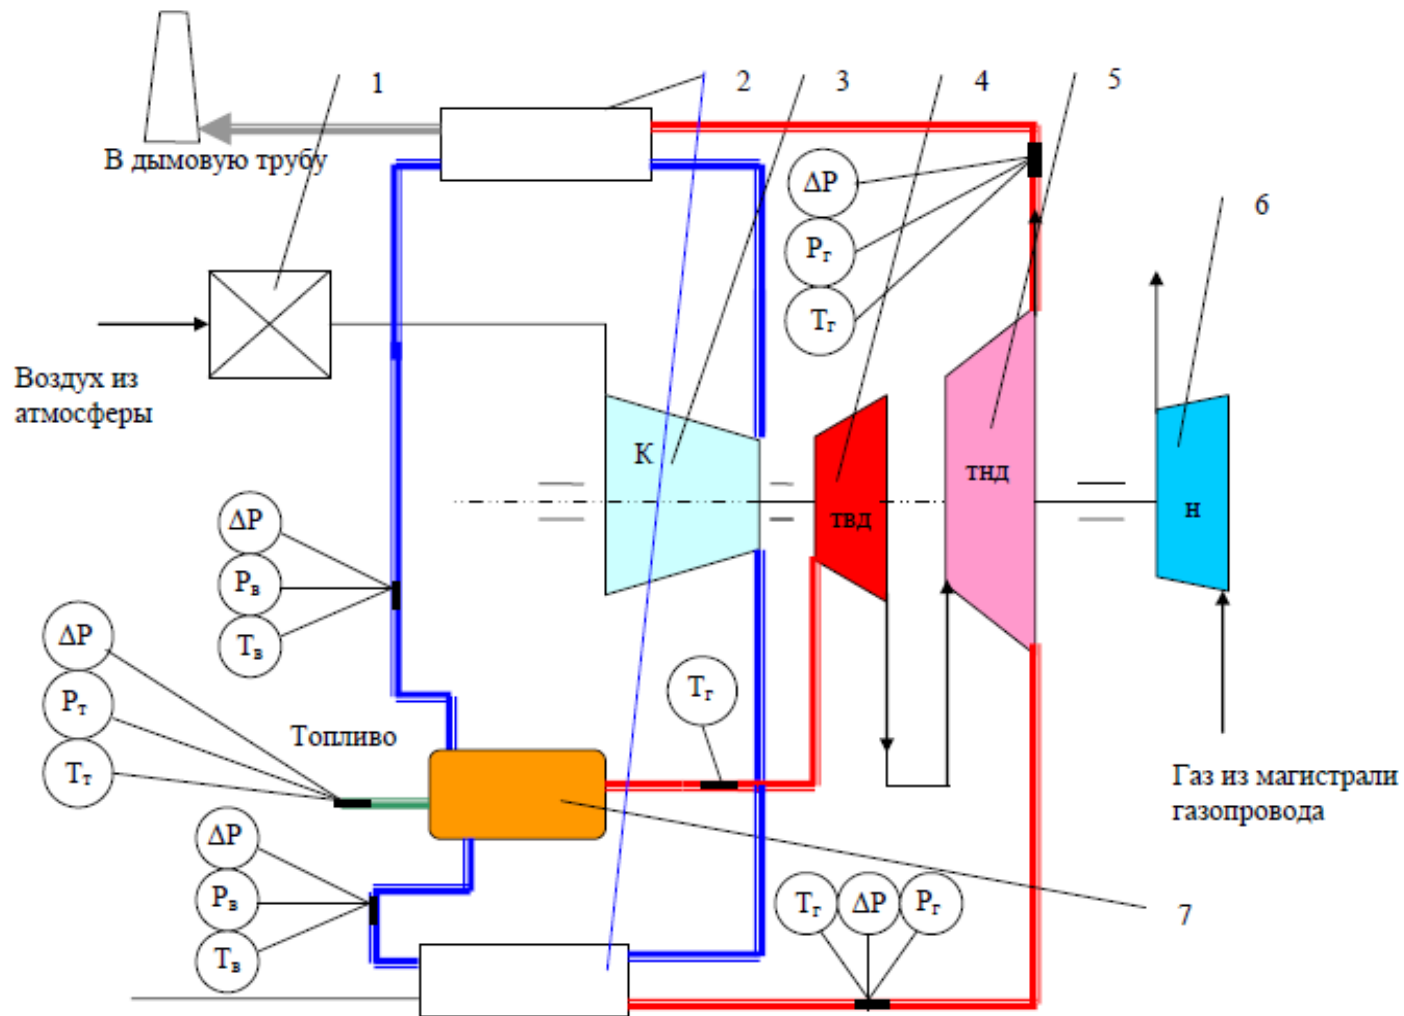 1
2
3
4
5
6
В дымовую трубу
ΔP
Pг
Tг
Воздух из
атмосферы
К
твд
тнд
н
ΔP
Pв
Tв
ΔP
Pт
Tт
Топливо
Tг
Газ из магистрали
газопровода
ΔP
Pв
Tв
Tг
ΔP
Pг
7